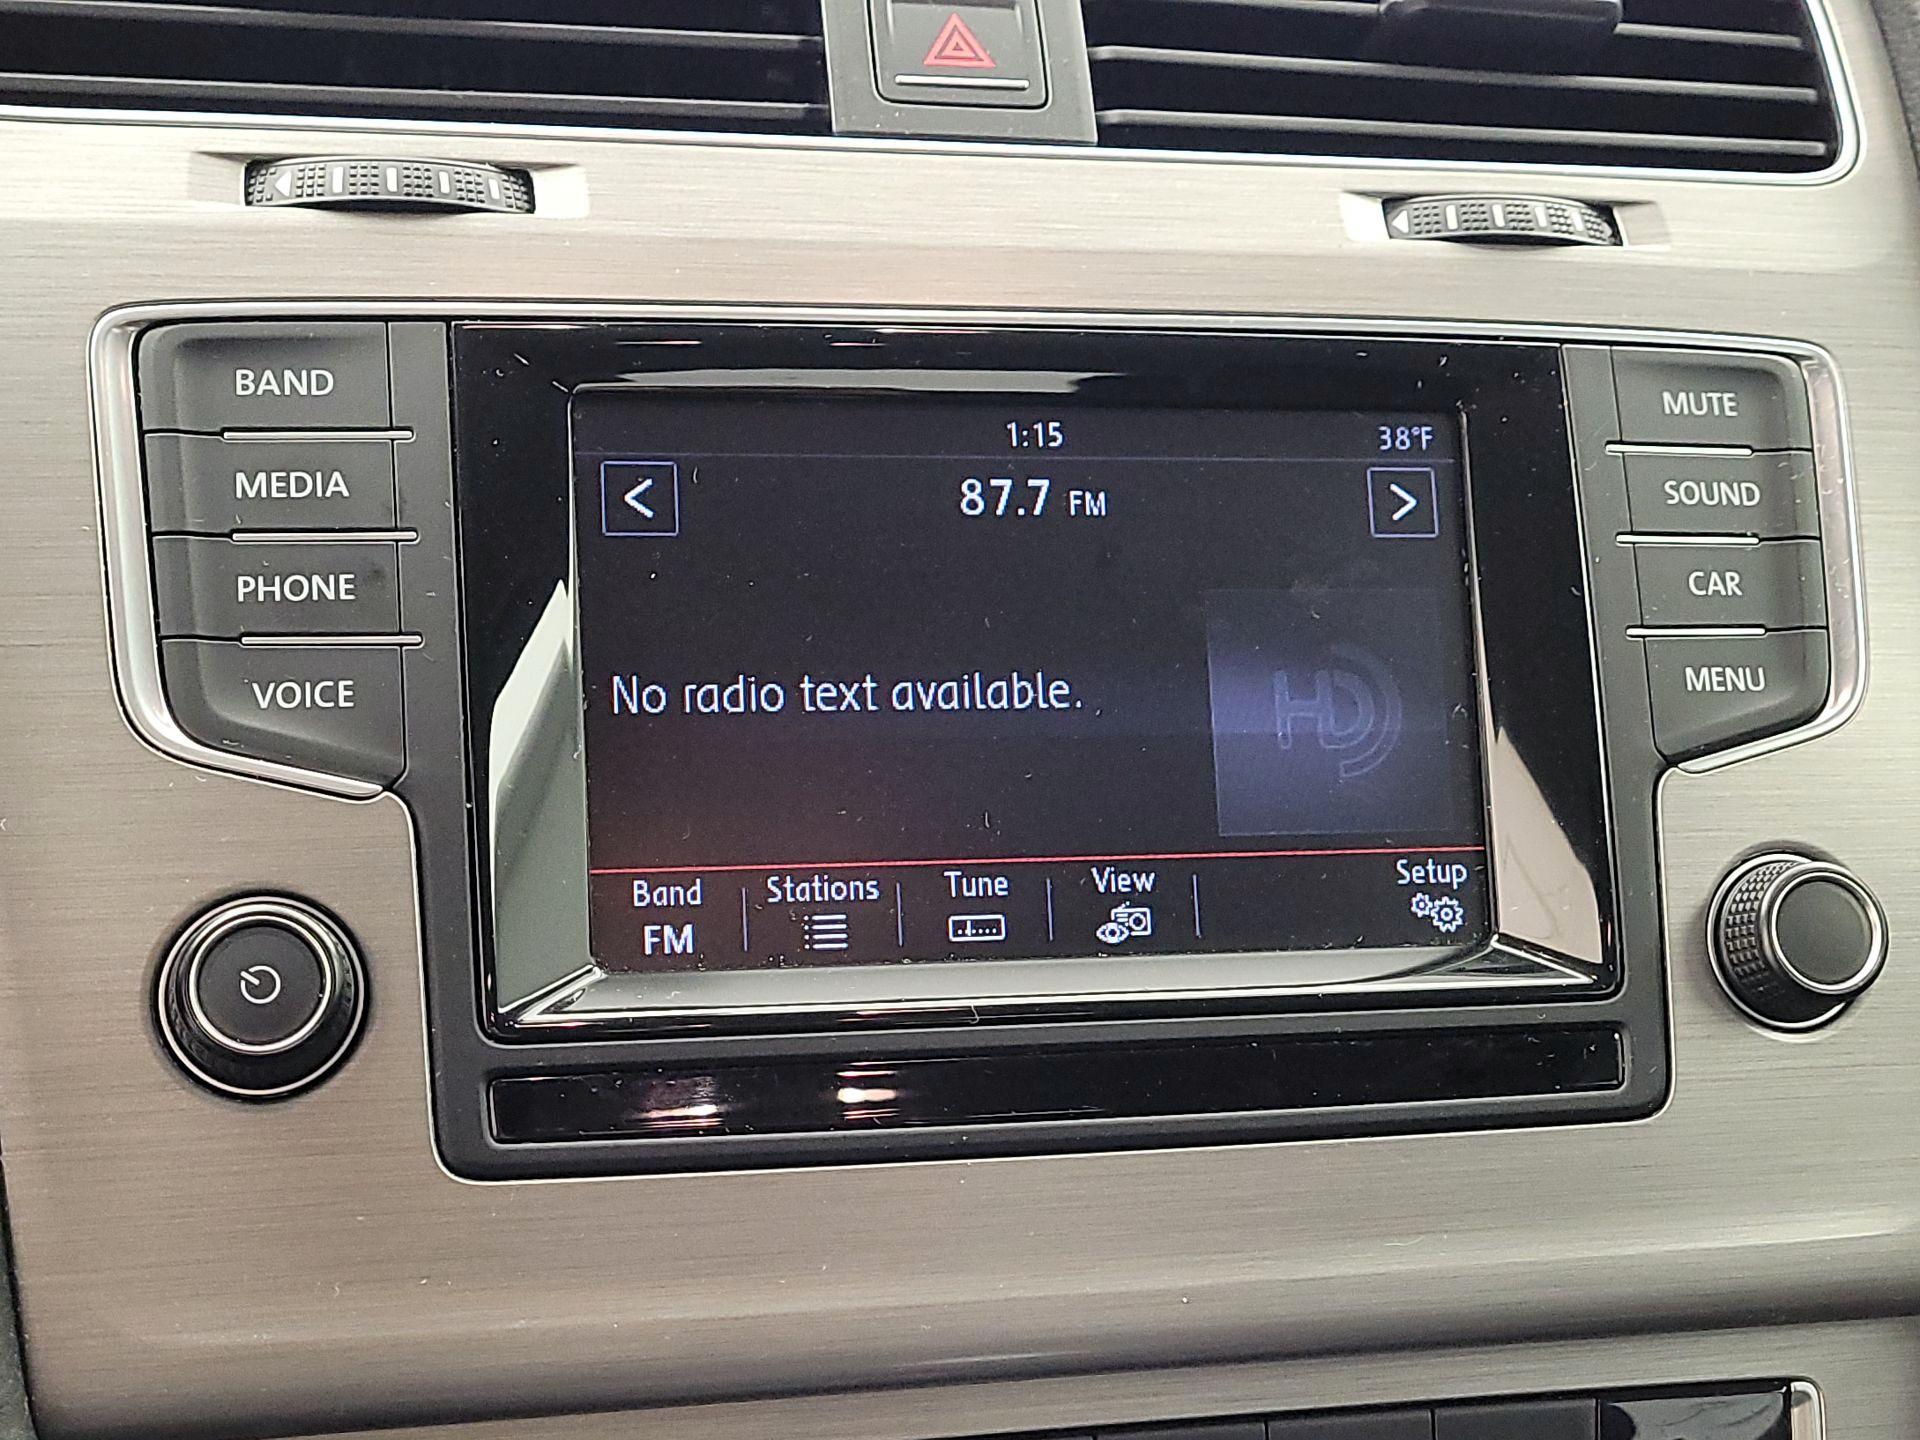 BAND
MEDIA
PHONE
VOICE
1:15
38°F
<
87.7 FM
>
No radio text available.
HD
Band
FM
Stations
Tune
View
Setup
MUTE
SOUND
CAR
MENU